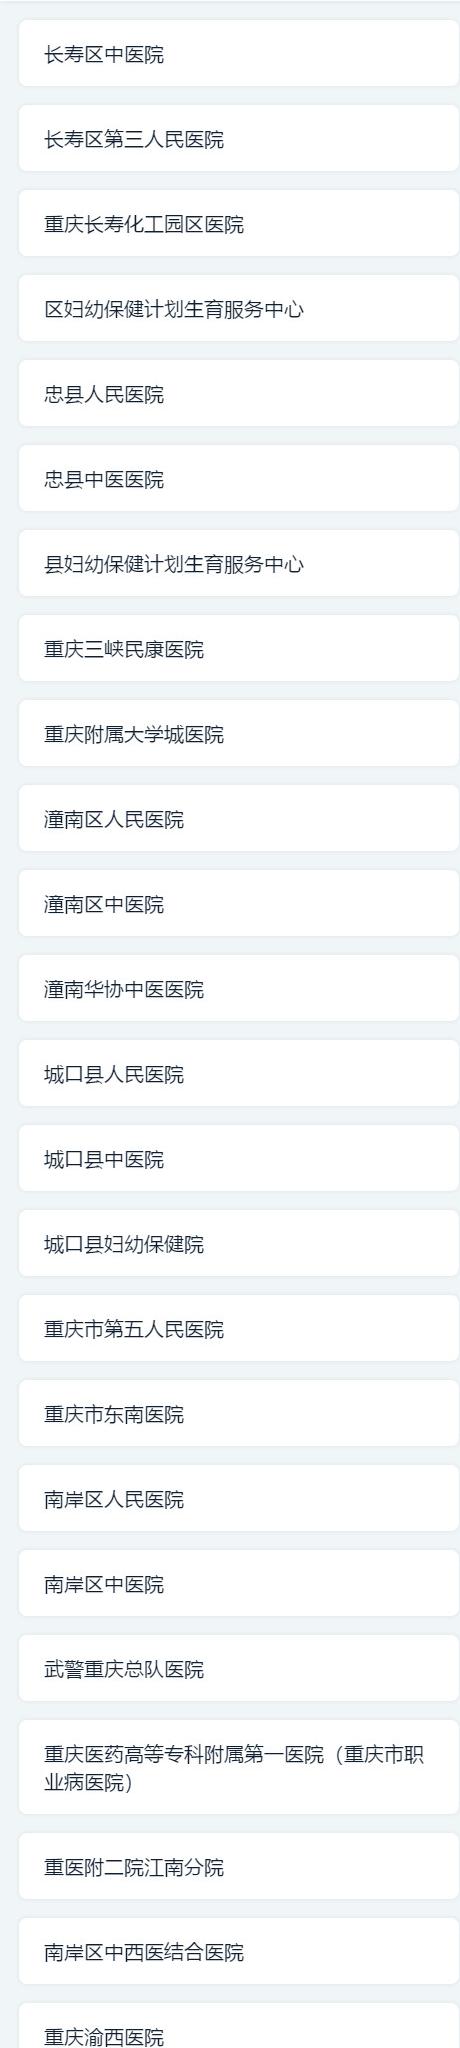 长寿区中医院
长寿区第三人民医院
重庆长寿化工园区医院
区妇幼保健计划生育服务中心
忠县人民医院
忠县中医医院
县妇幼保健计划生育服务中心
重庆三峡民康医院
重庆附属大学城医院
潼南区人民医院
潼南区中医院
潼南华协中医医院
城口县人民医院
城口县中医院
城口县妇幼保健院
重庆市第五人民医院
重庆市东南医院
南岸区人民医院
南岸区中医院
武警重庆总队医院
重庆医药高等专科附属第一医院（重庆市职
业病医院）
重医附二院江南分院
南岸区中西医结合医院
重庆渝西医院